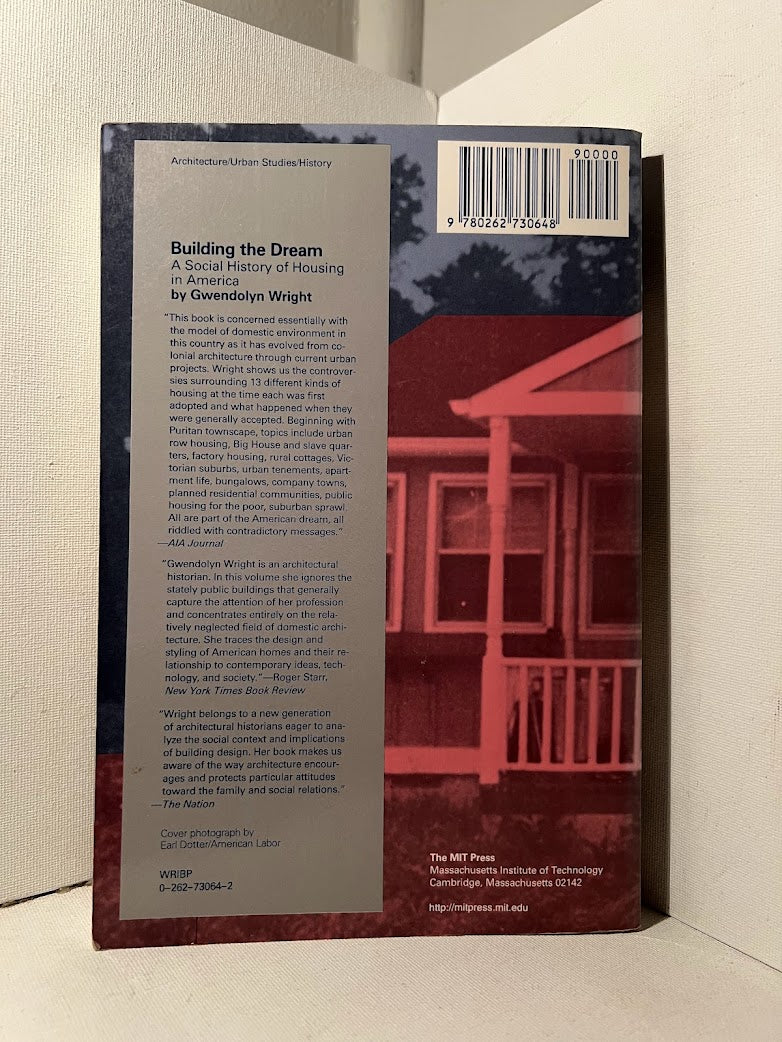 Architecture/Urban Studies/History
90000
9 780262 730648
Building the Dream
A Social History of Housing
in America
by Gwendolyn Wright
"This book is concerned essentially with
the model of domestic environment in
this country as it has evolved from co-
lonial architecture through current urban
projects. Wright shows us the controver-
sies surrounding 13 different kinds of
housing at the time each was first
adopted and what happened when they
were generally accepted. Beginning with
Puritan townscape, topics include urban
row housing, Big House and slave quar-
ters, factory housing, rural cottages, Vic-
torian suburbs, urban tenements, apart-
ment life, bungalows, company towns,
planned residential communities, public
housing for the poor, suburban sprawl.
All are part of the American dream, all
riddled with contradictory messages."
—AIA Journal
"Gwendolyn Wright is an architectural
historian. In this volume she ignores the
stately public buildings that generally
capture the attention of her profession
and concentrates entirely on the rela-
tively neglected field of domestic archi-
tecture. She traces the design and
styling of American homes and their re-
lationship to contemporary ideas, tech-
nology, and society."—Roger Starr,
New York Times Book Review
"Wright belongs to a new generation
of architectural historians eager to ana-
lyze the social context and implications
of building design. Her book makes us
aware of the way architecture encour-
ages and protects particular attitudes
toward the family and social relations."
—The Nation
Cover photograph by
Earl Dotter/American Labor
WRIBP
0-262-73064-2
The MIT Press
Massachusetts Institute of Technology
Cambridge, Massachusetts 02142
http://mitpress.mit.edu